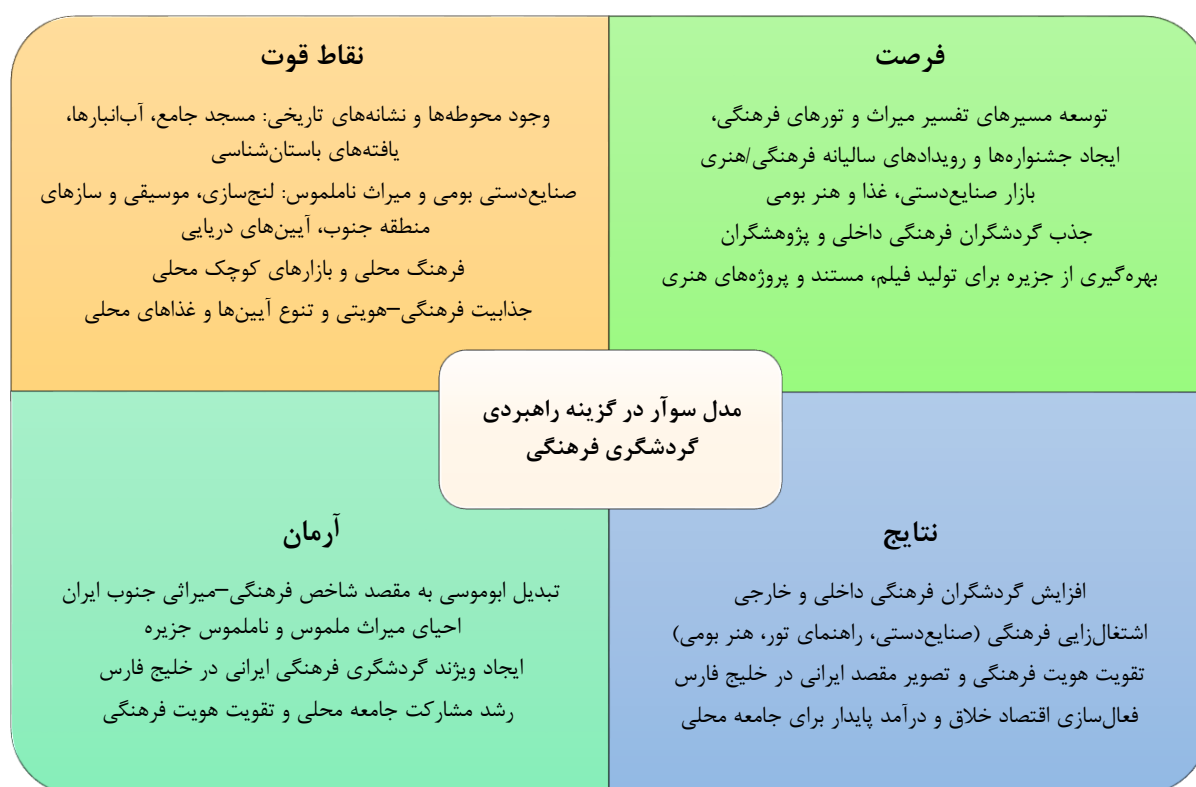 نقاط قوت
وجود محوطه‌ها و نشانه‌های تاریخی: مسجد جامع، آب‌انبارها،
یافته‌های باستان‌شناسی
صنایع‌دستی بومی و میراث ناملموس: لنج‌سازی، موسیقی و سازهای
منطقه جنوب، آیین‌های دریایی
فرهنگ محلی و بازارهای کوچک محلی
جذابیت فرهنگی–هویتی و تنوع آیین‌ها و غذاهای محلی
فرصت
توسعه مسیرهای تفسیر میراث و تورهای فرهنگی،
ایجاد جشنواره‌ها و رویدادهای سالیانه فرهنگی/هنری
بازار صنایع‌دستی، غذا و هنر بومی
جذب گردشگران فرهنگی داخلی و پژوهشگران
بهره‌گیری از جزیره برای تولید فیلم، مستند و پروژه‌های هنری
مدل سوآر در گزینه راهبردی
گردشگری فرهنگی
آرمان
تبدیل ابوموسی به مقصد شاخص فرهنگی–میراثی جنوب ایران
احیای میراث ملموس و ناملموس جزیره
ایجاد ویژند گردشگری فرهنگی ایرانی در خلیج فارس
رشد مشارکت جامعه محلی و تقویت هویت فرهنگی
نتایج
افزایش گردشگران فرهنگی داخلی و خارجی
اشتغال‌زایی فرهنگی (صنایع‌دستی، راهنمای تور، هنر بومی)
تقویت هویت فرهنگی و تصویر مقصد ایرانی در خلیج فارس
فعال‌سازی اقتصاد خلاق و درآمد پایدار برای جامعه محلی